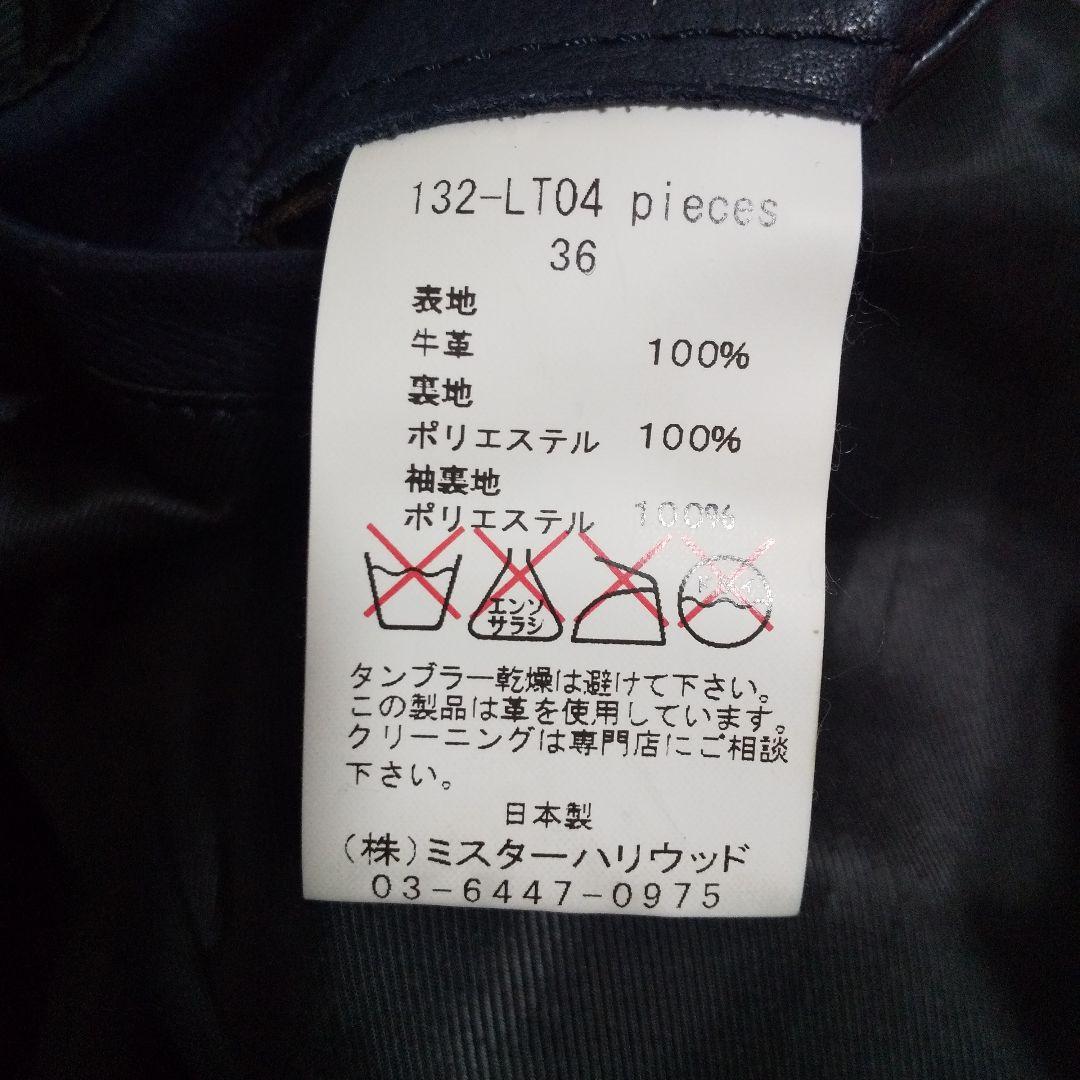 132-LT04 pieces
36
表地
牛革 100%
裏地
ポリエステル 100%
袖裏地
ポリエステル 100%
エンソ
サラシ
タンブラー乾燥は避けて下さい。
この製品は革を使用しています。
クリーニングは専門店にご相談
下さい。
日本製
(株)ミスターハリウッド
03-6447-0975